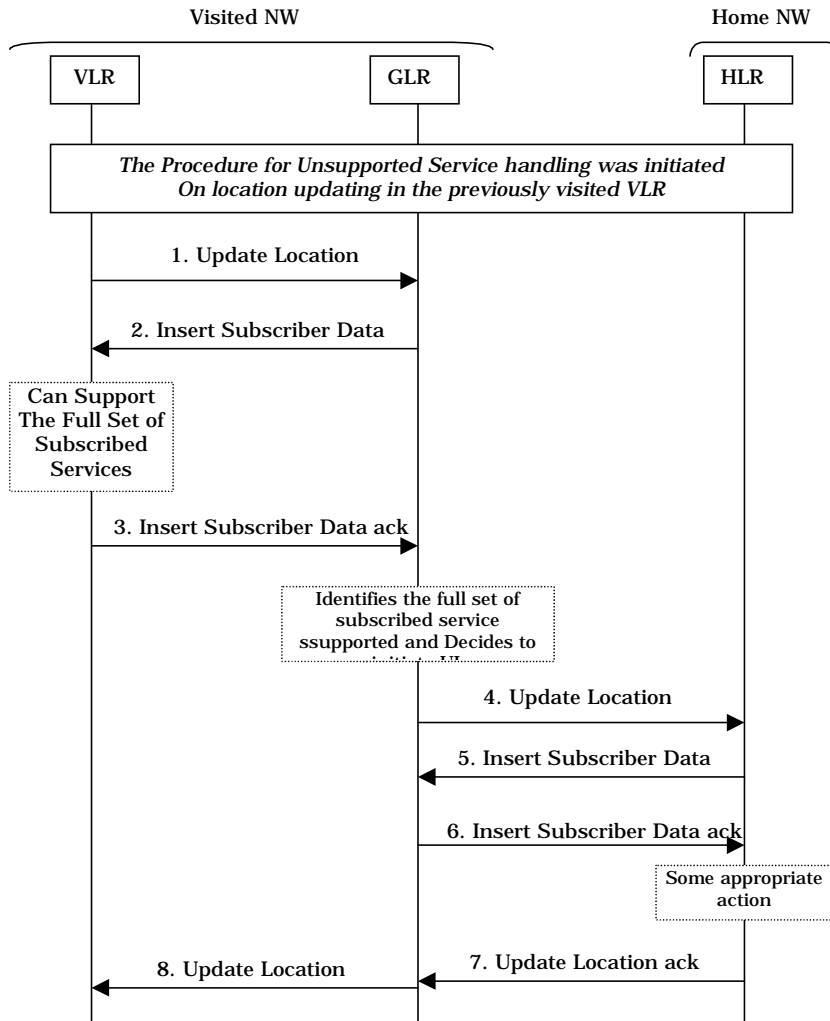 Visited NW
Home NW
VLR
GLR
HLR
The Procedure for Unsupported Service handling was initiated
On location updating in the previously visited VLR
1. Update Location
2. Insert Subscriber Data
Can Support
The Full Set of
Subscribed
Services
3. Insert Subscriber Data ack
Identifies the full set of
subscribed service
ssupported and Decides to
4. Update Location
5. Insert Subscriber Data
6. Insert Subscriber Data ack
Some appropriate
action
7. Update Location ack
8. Update Location